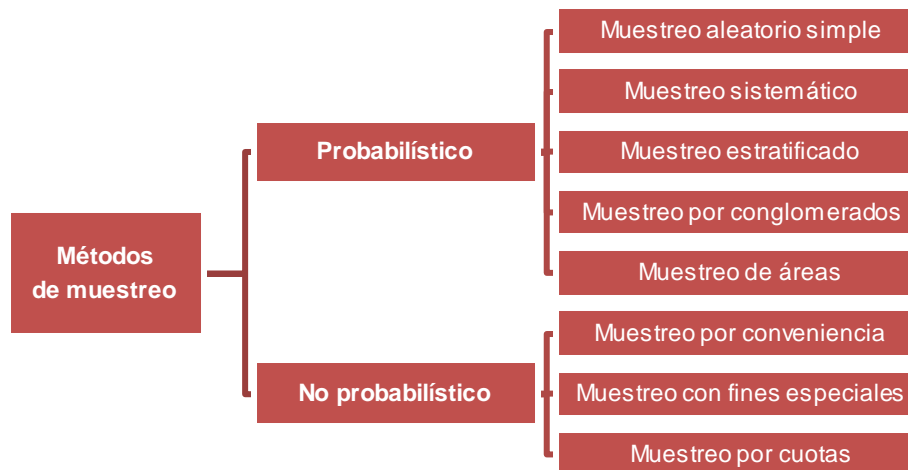 Métodos
de muestreo
Probabilístico
Muestreo aleatorio simple
Muestreo sistemático
Muestreo estratificado
Muestreo por conglomerados
Muestreo de áreas
No probabilístico
Muestreo por conveniencia
Muestreo con fines especiales
Muestreo por cuotas